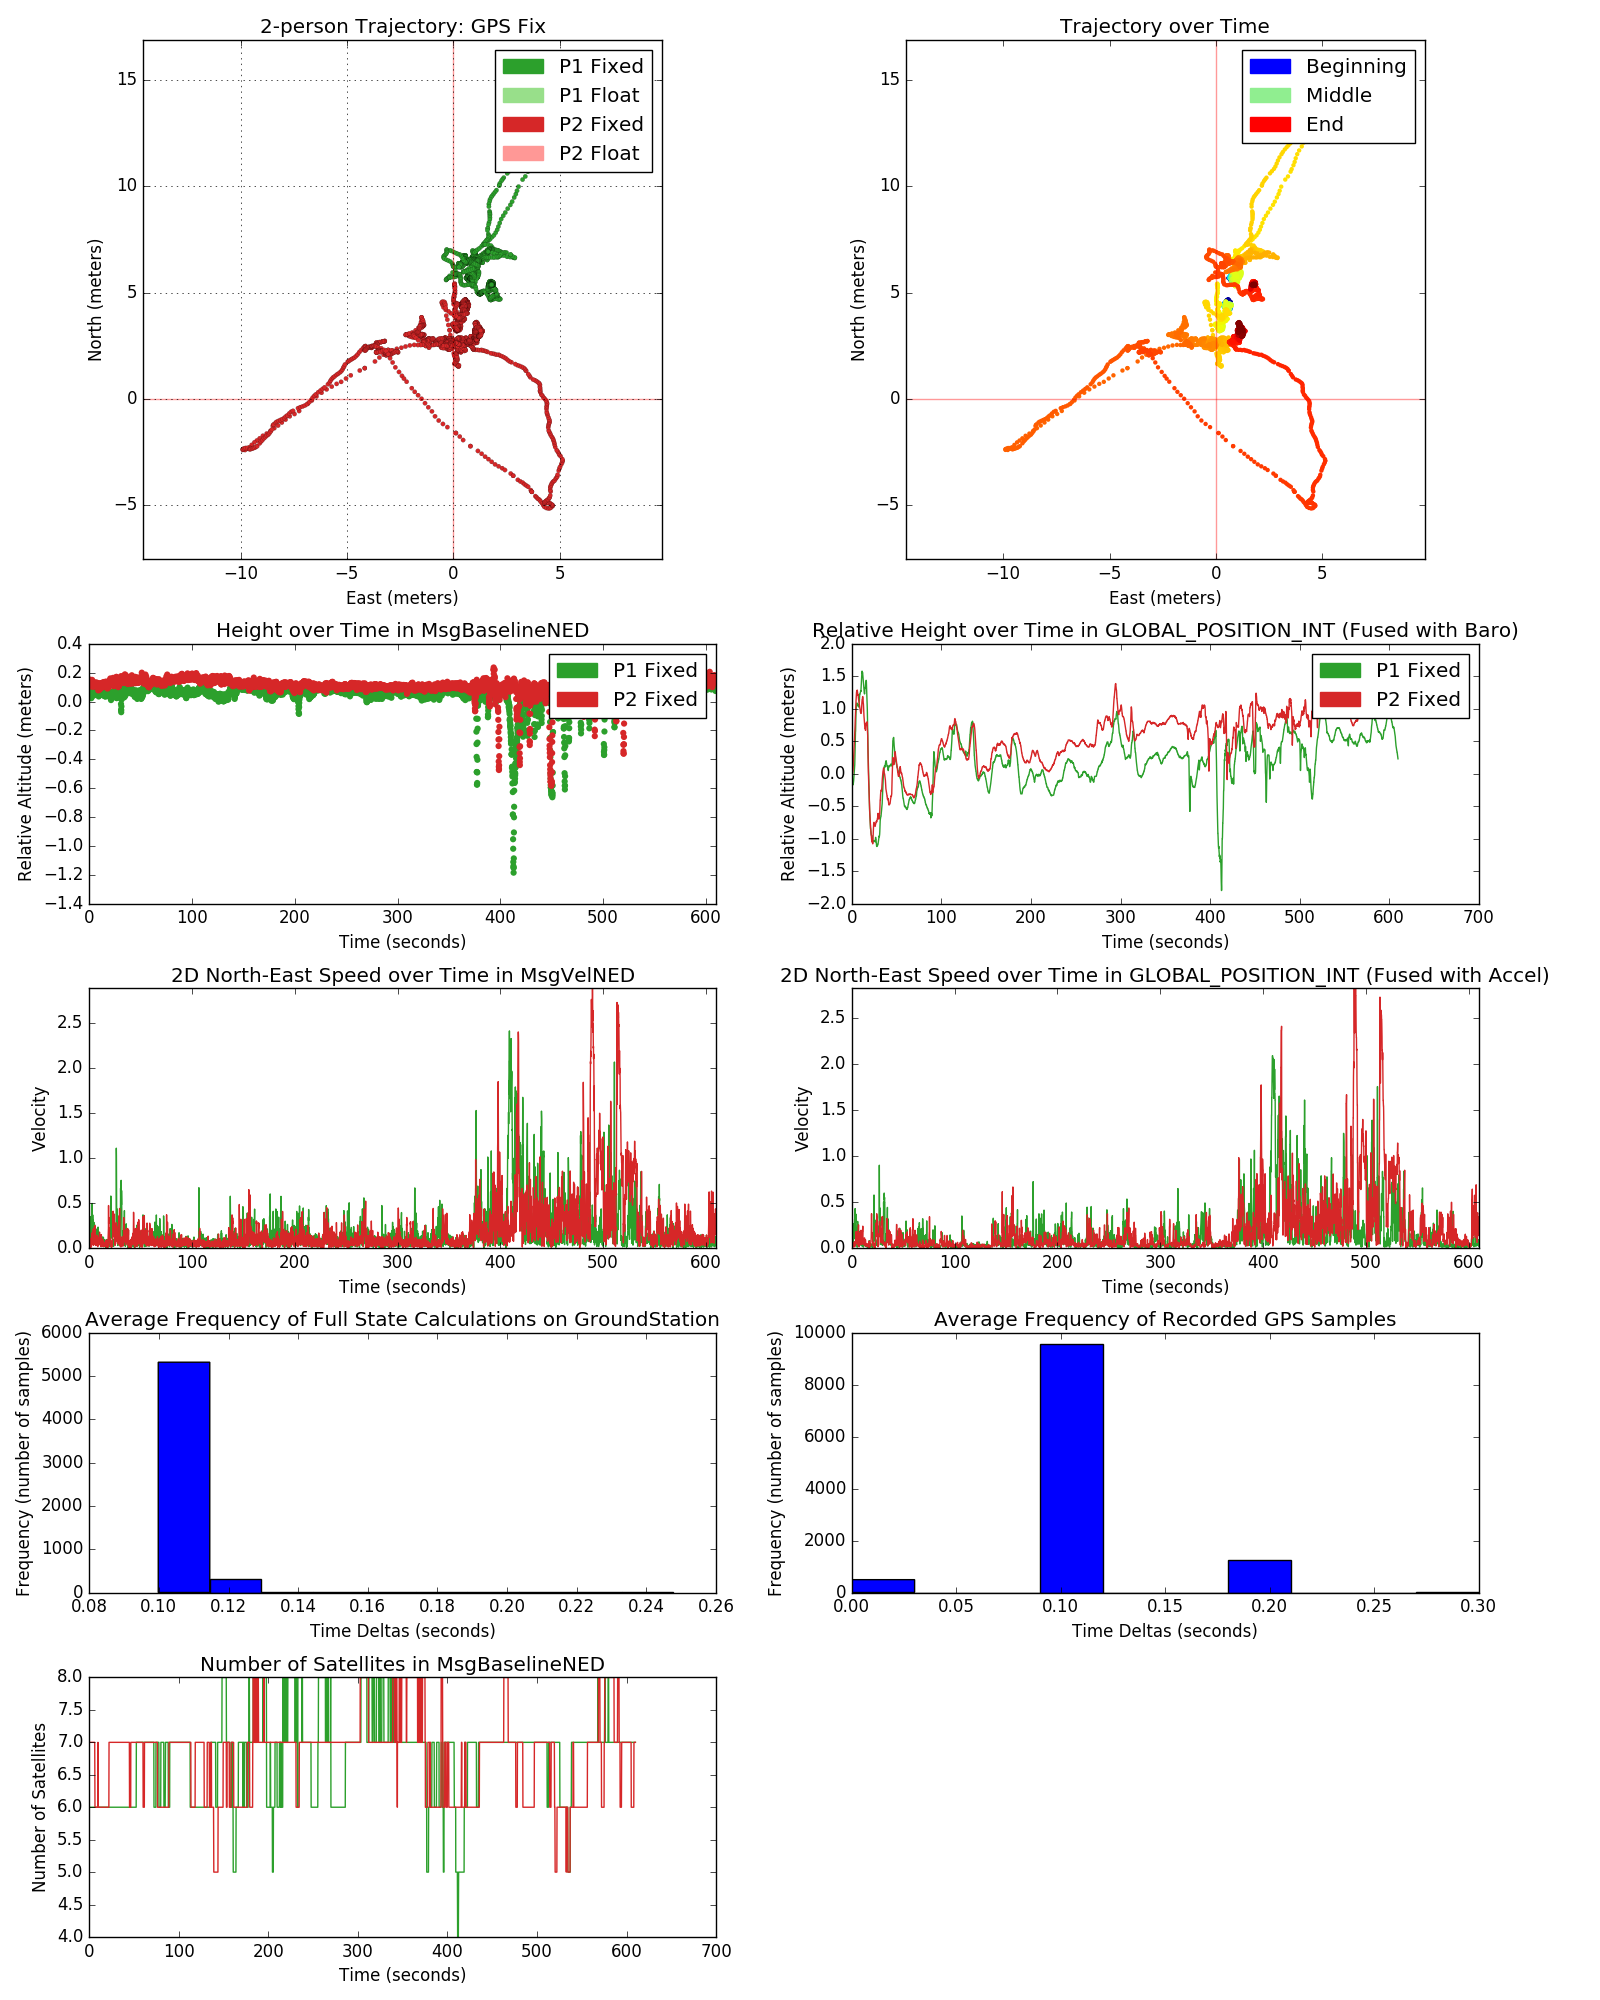 2-person Trajectory: GPS Fix
P1 Fixed
P1 Float
P2 Fixed
P2 Float
15
10
5
0
−5
−10 −5 0 5
North (meters)
East (meters)
Trajectory over Time
Beginning
Middle
End
15
10
5
0
−5
−10 −5 0 5
North (meters)
East (meters)
Height over Time in MsgBaselineNED
P1 Fixed
P2 Fixed
0.4
0.2
0.0
−0.2
−0.4
−0.6
−0.8
−1.0
−1.2
−1.4
0 100 200 300 400 500 600
Relative Altitude (meters)
Time (seconds)
Relative Height over Time in GLOBAL_POSITION_INT (Fused with Baro)
P1 Fixed
P2 Fixed
2.0
1.5
1.0
0.5
0.0
−0.5
−1.0
−1.5
−2.0
0 100 200 300 400 500 600 700
Relative Altitude (meters)
Time (seconds)
2D North-East Speed over Time in MsgVelNED
2.5
2.0
1.5
1.0
0.5
0.0
0 100 200 300 400 500 600
Velocity
Time (seconds)
2D North-East Speed over Time in GLOBAL_POSITION_INT (Fused with Accel)
2.5
2.0
1.5
1.0
0.5
0.0
0 100 200 300 400 500 600
Velocity
Time (seconds)
Average Frequency of Full State Calculations on GroundStation
6000
5000
4000
3000
2000
1000
0
0.08 0.10 0.12 0.14 0.16 0.18 0.20 0.22 0.24 0.26
Frequency (number of samples)
Time Deltas (seconds)
Average Frequency of Recorded GPS Samples
10000
8000
6000
4000
2000
0
0.00 0.05 0.10 0.15 0.20 0.25 0.30
Frequency (number of samples)
Time Deltas (seconds)
Number of Satellites in MsgBaselineNED
8.0
7.5
7.0
6.5
6.0
5.5
5.0
4.5
4.0
0 100 200 300 400 500 600 700
Number of Satellites
Time (seconds)